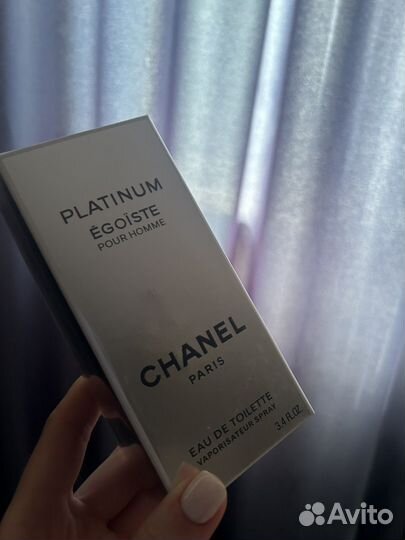 PLATINUM
ÉGOÏSTE
POUR HOMME
CHANEL
PARIS
EAU DE TOILETTE
VAPORISATEUR SPRAY
3.4 FL.OZ.
Avito